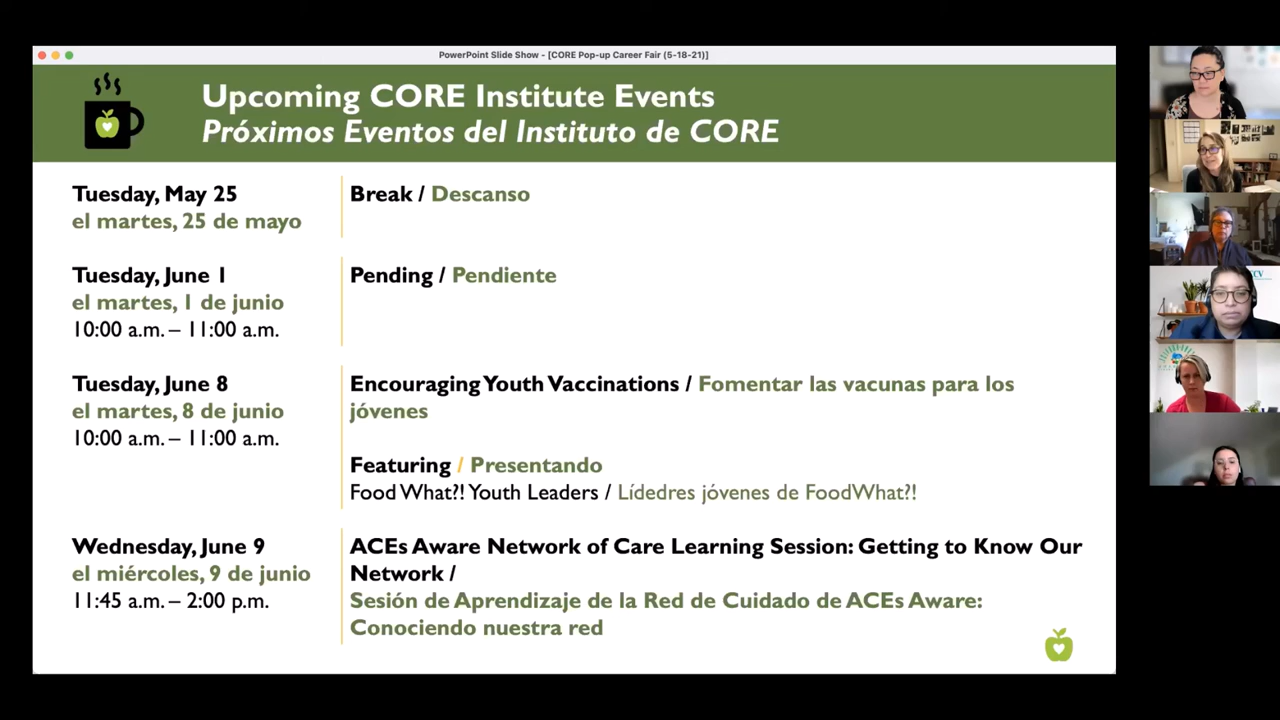 PowerPoint Slide Show - [CORE Pop-up Career Fair (5-18-21)]
Upcoming CORE Institute Events
Próximos Eventos del Instituto de CORE
Tuesday, May 25
el martes, 25 de mayo
Break / Descanso
Tuesday, June 1
el martes, 1 de junio
10:00 a.m. – 11:00 a.m.
Pending / Pendiente
Tuesday, June 8
el martes, 8 de junio
10:00 a.m. – 11:00 a.m.
Encouraging Youth Vaccinations / Fomentar las vacunas para los
jóvenes
Featuring / Presentando
Food What?! Youth Leaders / Lídedres jóvenes de FoodWhat?!
Wednesday, June 9
el miércoles, 9 de junio
11:45 a.m. – 2:00 p.m.
ACEs Aware Network of Care Learning Session: Getting to Know Our
Network /
Sesión de Aprendizaje de la Red de Cuidado de ACEs Aware:
Conociendo nuestra red